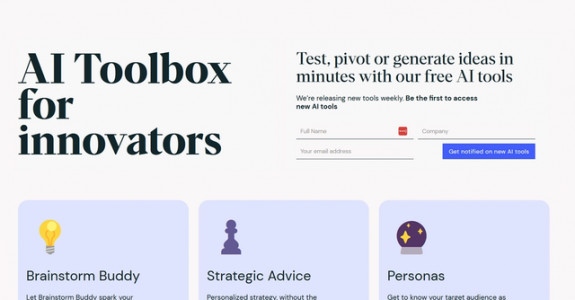 AI Toolbox
for
innovators
Test, pivot or generate ideas in
minutes with our free AI tools
We're releasing new tools weekly. Be the first to access
new AI tools
Full Name
Company
Your email address
Get notified on new AI tools
Brainstorm Buddy
Strategic Advice
Personas
Let Brainstorm Buddy spark your
Personalized strategy, without the
Get to know your target audience as